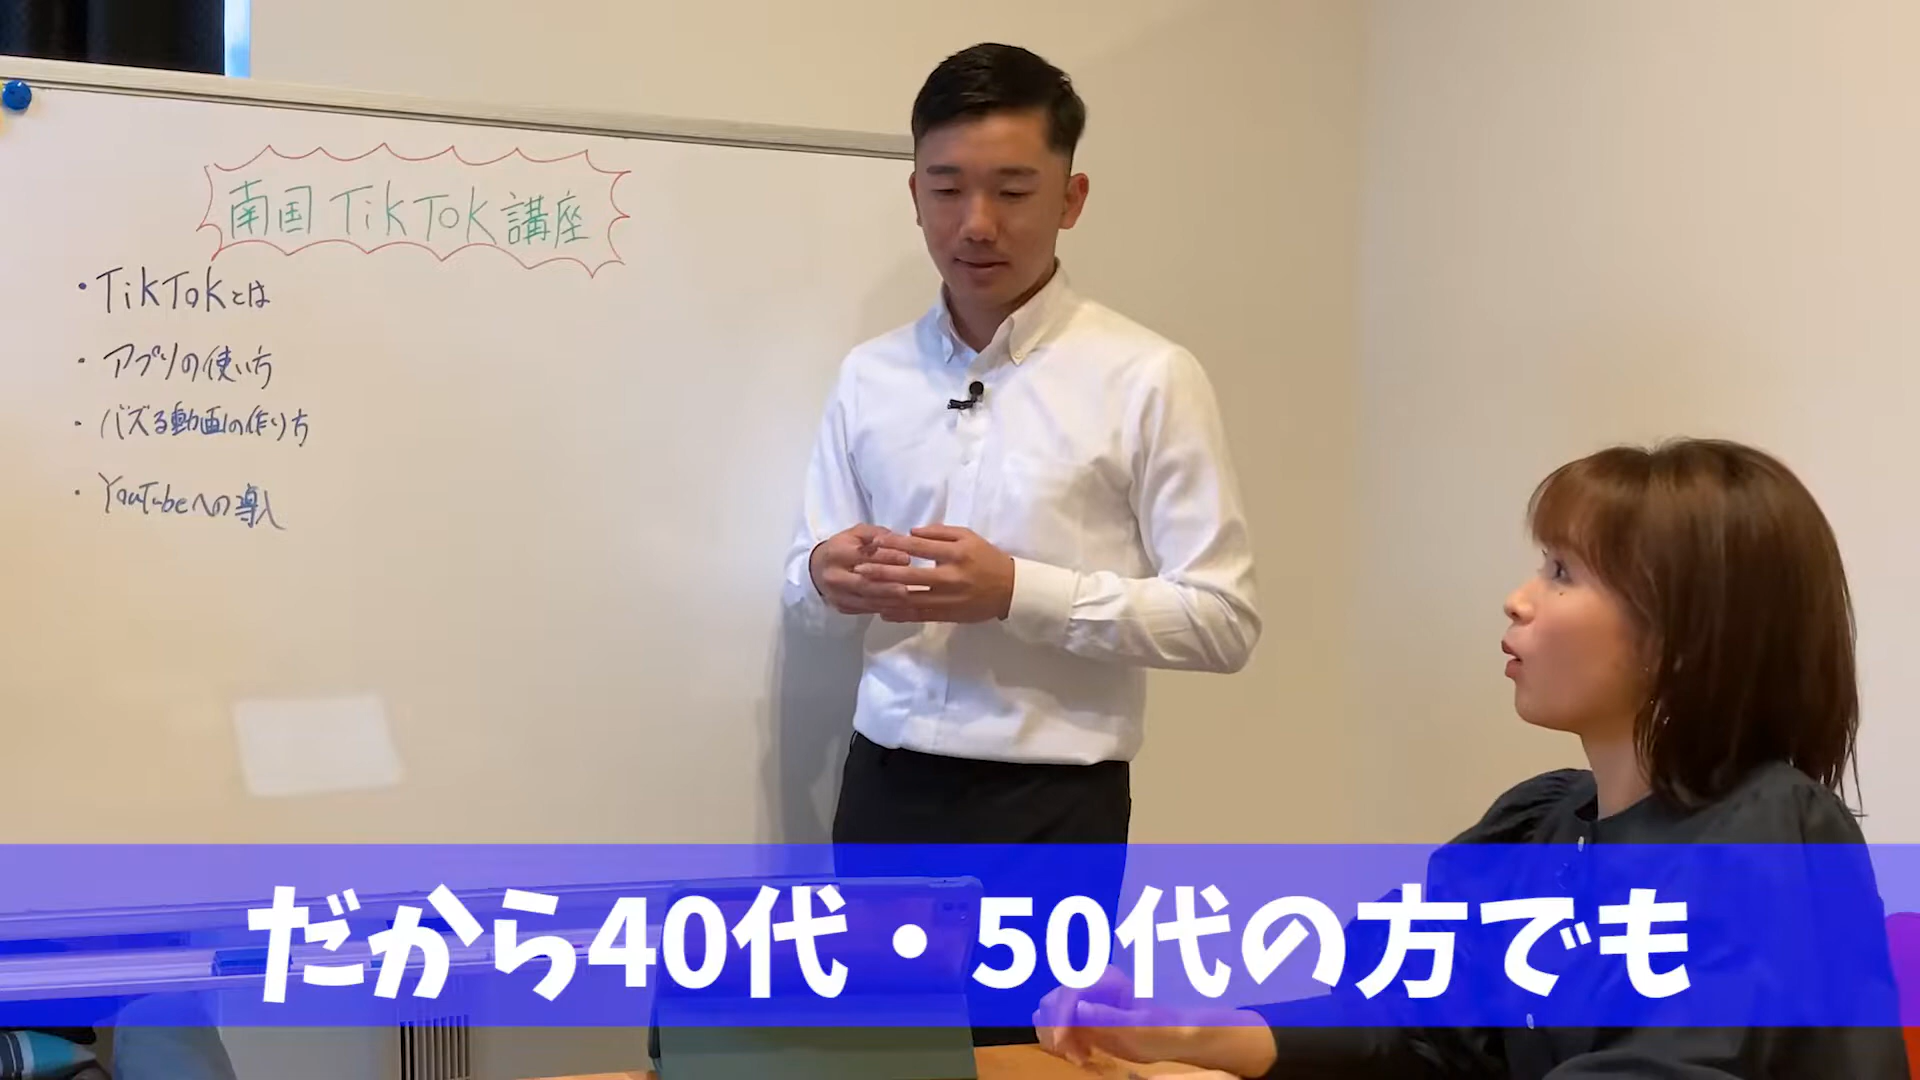 南国TikTok講座
・TikTokとは
・アプリの使い方
・バズる動画の作り方
・YouTubeへの導入
だから40代・50代の方でも